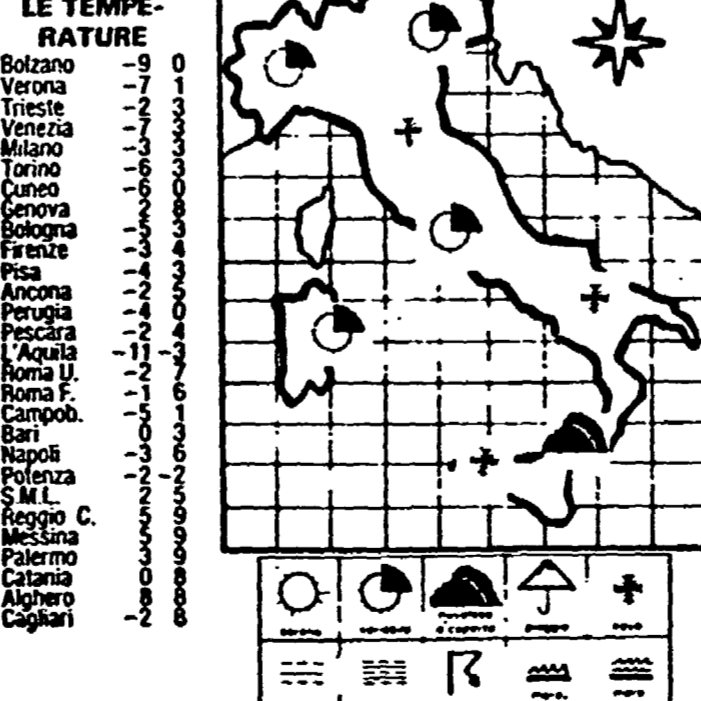 LE TEMPE-
RATURE
Bolzano -9 0
Verona -7 1
Trieste -2 3
Venezia -7 3
Milano -3 3
Torino -6 3
Cuneo -6 0
Genova 2 8
Bologna -5 3
Firenze -3 4
Pisa -4 3
Ancona -2 5
Perugia -4 0
Pescara -2 4
L'Aquila -11 -3
Roma U. -2 7
Roma F. -1 6
Campob. -5 1
Bari 0 3
Napoli -3 6
Potenza -2 -2
S.M.L. 2 5
Reggio C. 5 9
Messina 5 9
Palermo 3 9
Catania 0 8
Alghero 8 8
Cagliari -2 8